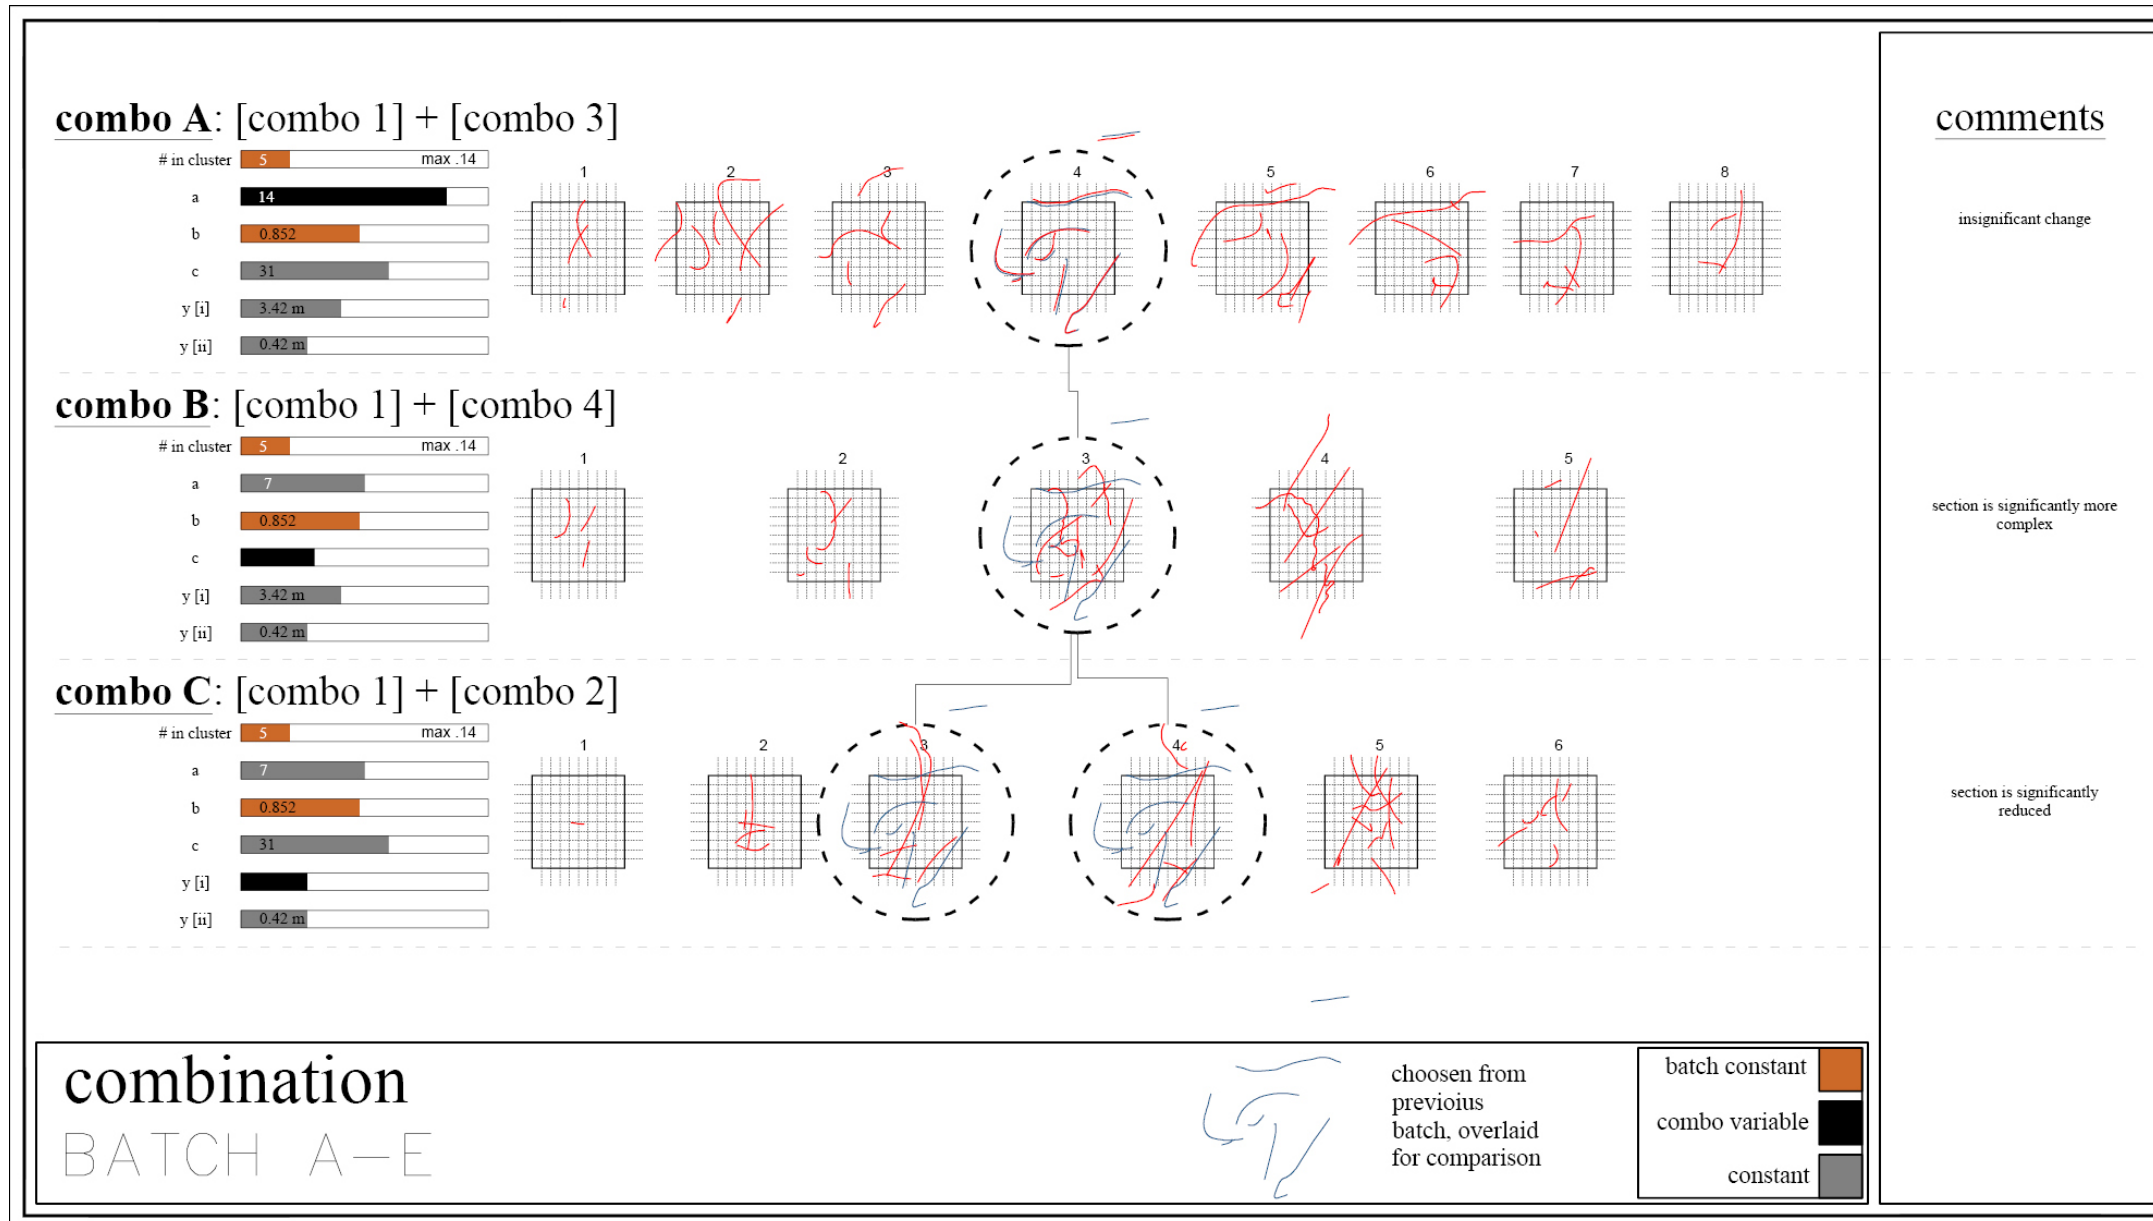 combo A: [combo 1] + [combo 3]
# in cluster 5 max .14
a 14
b 0.852
c 31
y [i] 3.42 m
y [ii] 0.42 m
1 2 3 4 5 6 7 8
combo B: [combo 1] + [combo 4]
# in cluster 5 max .14
a 7
b 0.852
c
y [i] 3.42 m
y [ii] 0.42 m
1 2 3 4 5
combo C: [combo 1] + [combo 2]
# in cluster 5 max .14
a 7
b 0.852
c 31
y [i]
y [ii] 0.42 m
1 2 3 4 5 6
comments
insignificant change
section is significantly more
complex
section is significantly
reduced
combination
BATCH A-E
choosen from
previoius
batch, overlaid
for comparison
batch constant
combo variable
constant